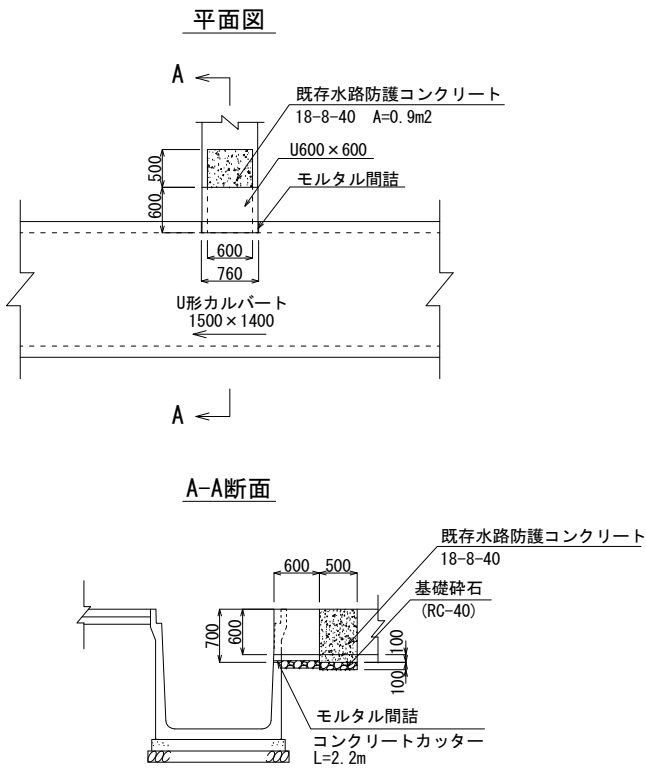 平面図
A
既存水路防護コンクリート
18-8-40 A=0.9m2
U600×600
モルタル間詰
500
600
600
760
U形カルバート
1500×1400
A
A-A断面
既存水路防護コンクリート
18-8-40
600
500
基礎砕石
(RC-40)
700
600
100
100
モルタル間詰
コンクリートカッター
L=2.2m